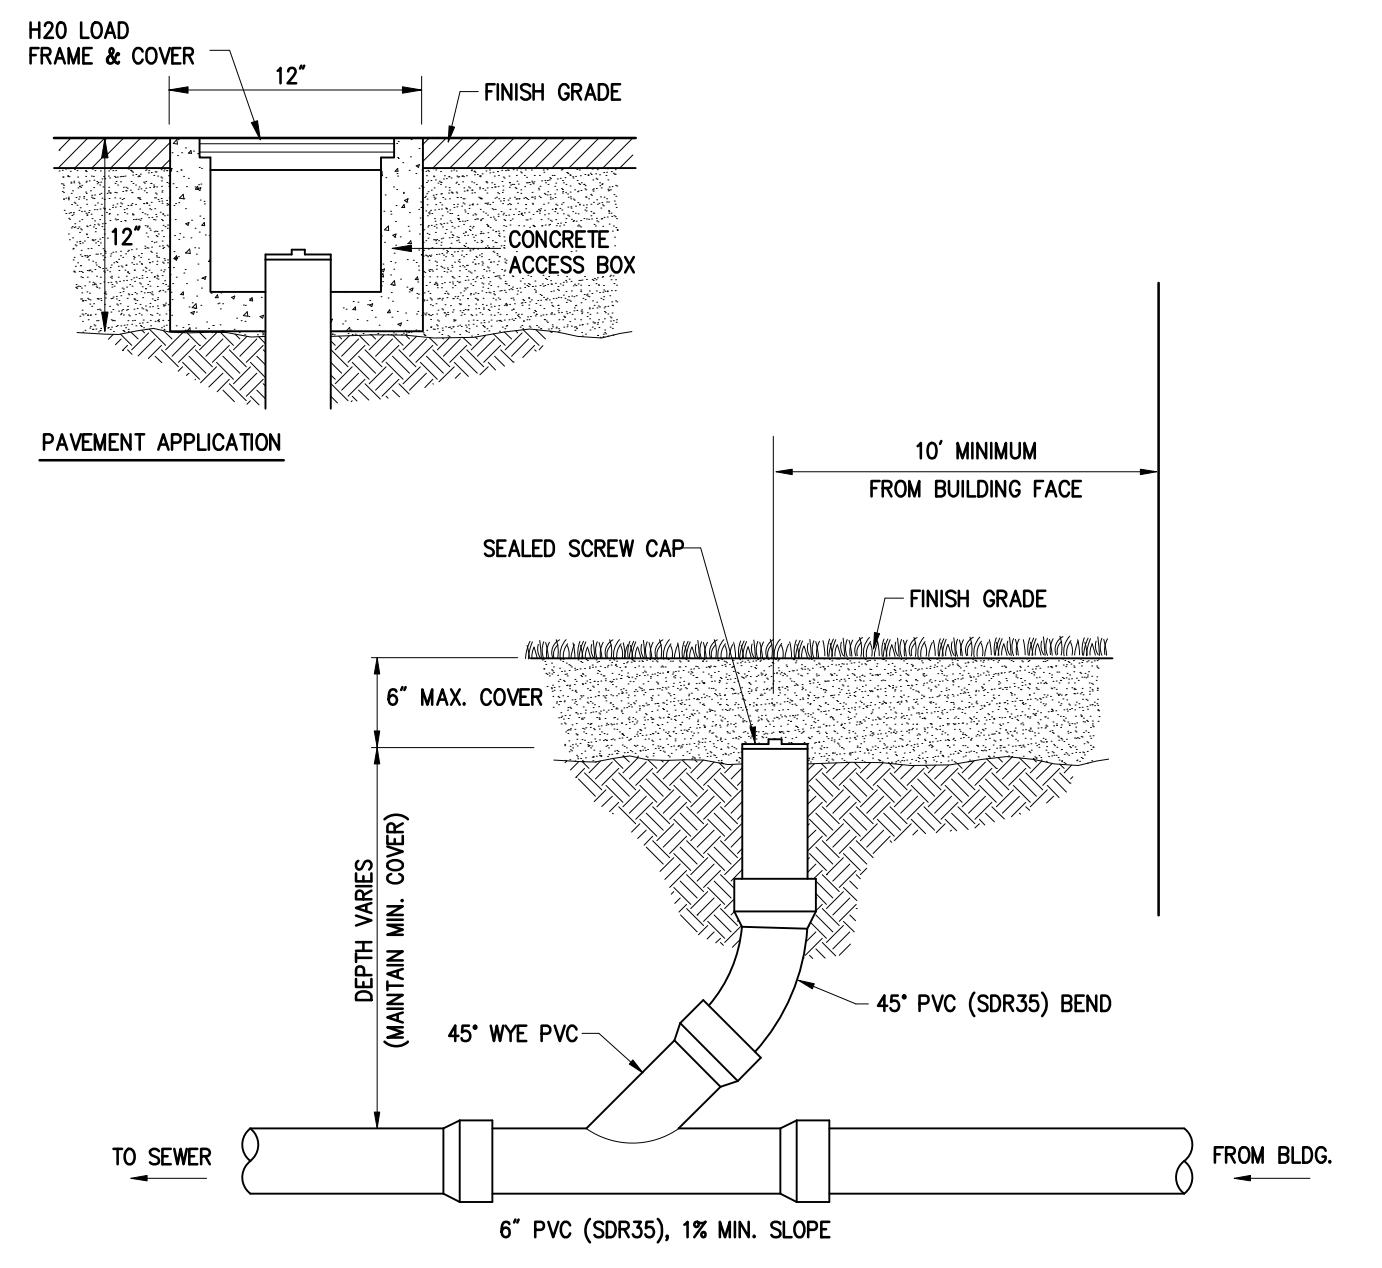 H20 LOAD
FRAME & COVER
12"
FINISH GRADE
12"
CONCRETE
ACCESS BOX
PAVEMENT APPLICATION
10' MINIMUM
FROM BUILDING FACE
SEALED SCREW CAP
FINISH GRADE
6" MAX. COVER
DEPTH VARIES
(MAINTAIN MIN. COVER)
45° PVC (SDR35) BEND
45° WYE PVC
TO SEWER
FROM BLDG.
6" PVC (SDR35), 1% MIN. SLOPE